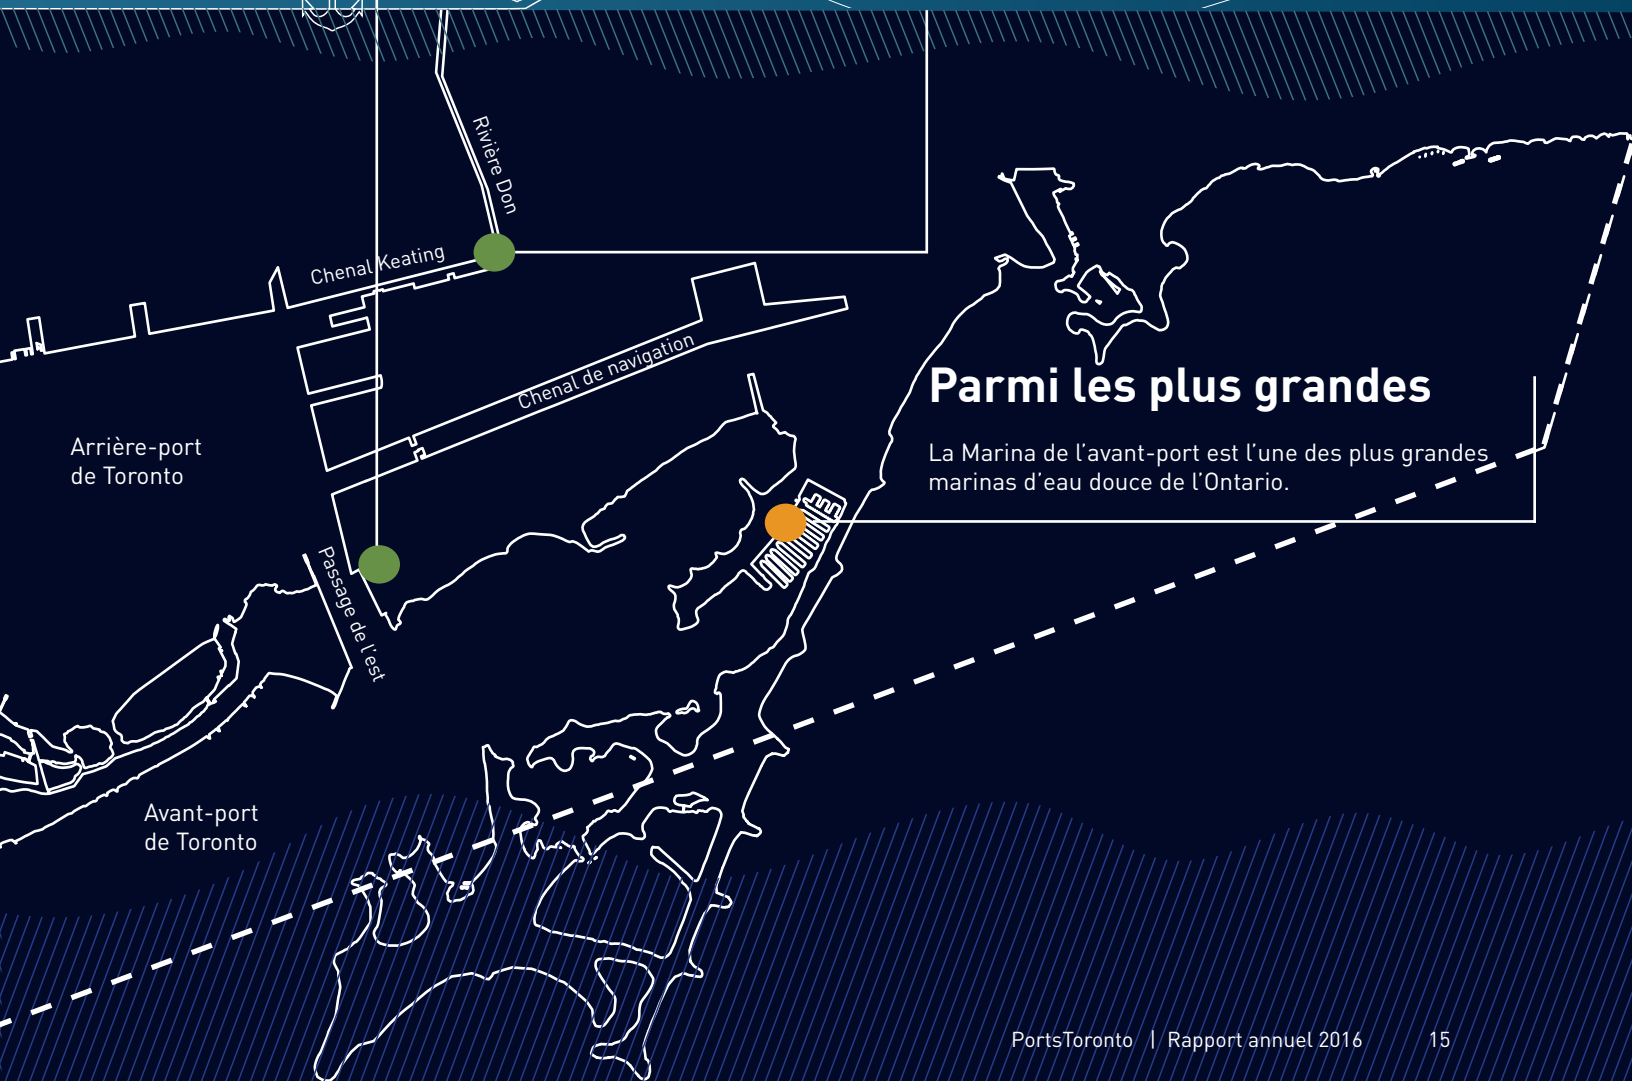 Rivière Don
Chenal Keating
Chenal de navigation
Parmi les plus grandes
La Marina de l’avant-port est l’une des plus grandes
marinas d’eau douce de l’Ontario.
Arrière-port
de Toronto
Passage de l’est
Avant-port
de Toronto
PortsToronto | Rapport annuel 2016 15